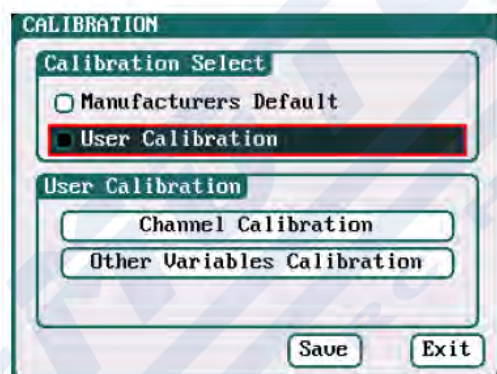 CALIBRATION
Calibration Select
Manufacturers Default
User Calibration
User Calibration
Channel Calibration
Other Variables Calibration
Save Exit